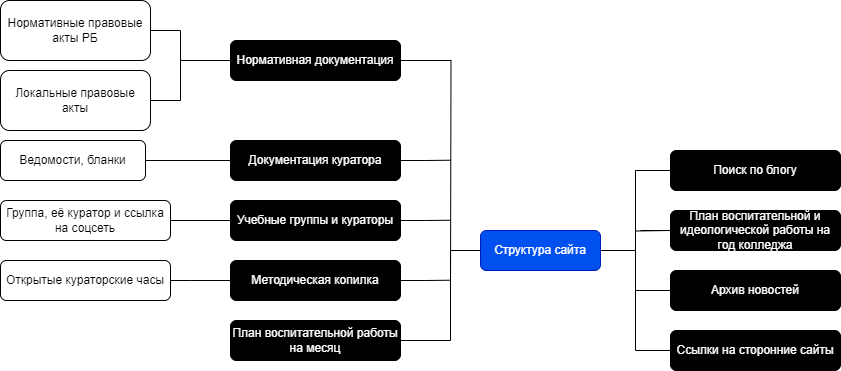 Нормативные правовые
акты РБ
Локальные правовые
акты
Ведомости, бланки
Группа, её куратор и ссылка
на соцсеть
Открытые кураторские часы
Нормативная документация
Документация куратора
Учебные группы и кураторы
Методическая копилка
План воспитательной работы
на месяц
Структура сайта
Поиск по блогу
План воспитательной и
идеологической работы на
год колледжа
Архив новостей
Ссылки на сторонние сайты